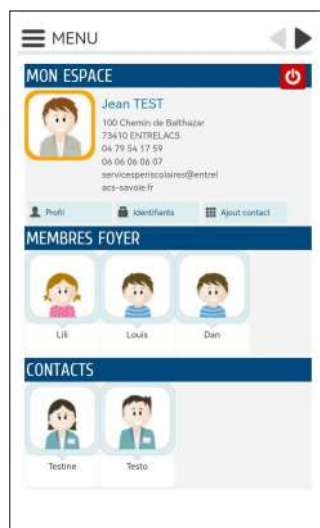 MENU
MON ESPACE
Jean TEST
100 Chemin de Balthazar
73410 ENTRELACS
04 79 54 17 59
06 06 06 06 07
servicesperiscolaires@entrel
acs-savoie.fr
Profil Identifiants Ajout contact
MEMBRES FOYER
Lili Louis Dan
CONTACTS
Testine Testo